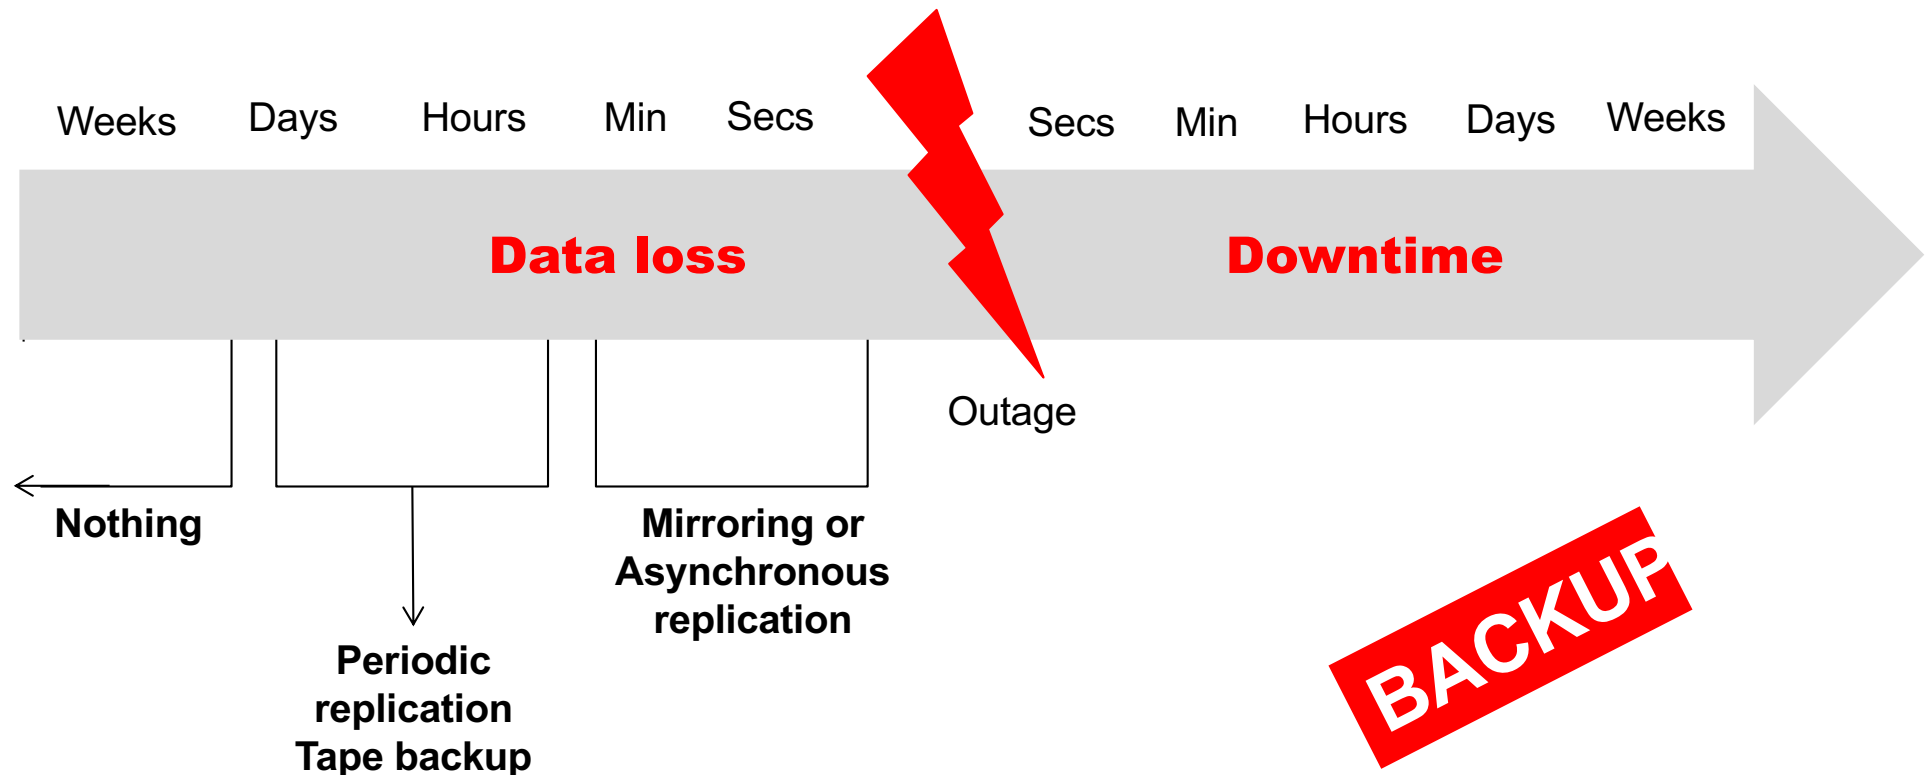 Weeks Days Hours Min Secs Secs Min Hours Days Weeks
Data loss Downtime
Outage
Nothing
Mirroring or
Asynchronous
replication
Periodic
replication
Tape backup
BACKUP